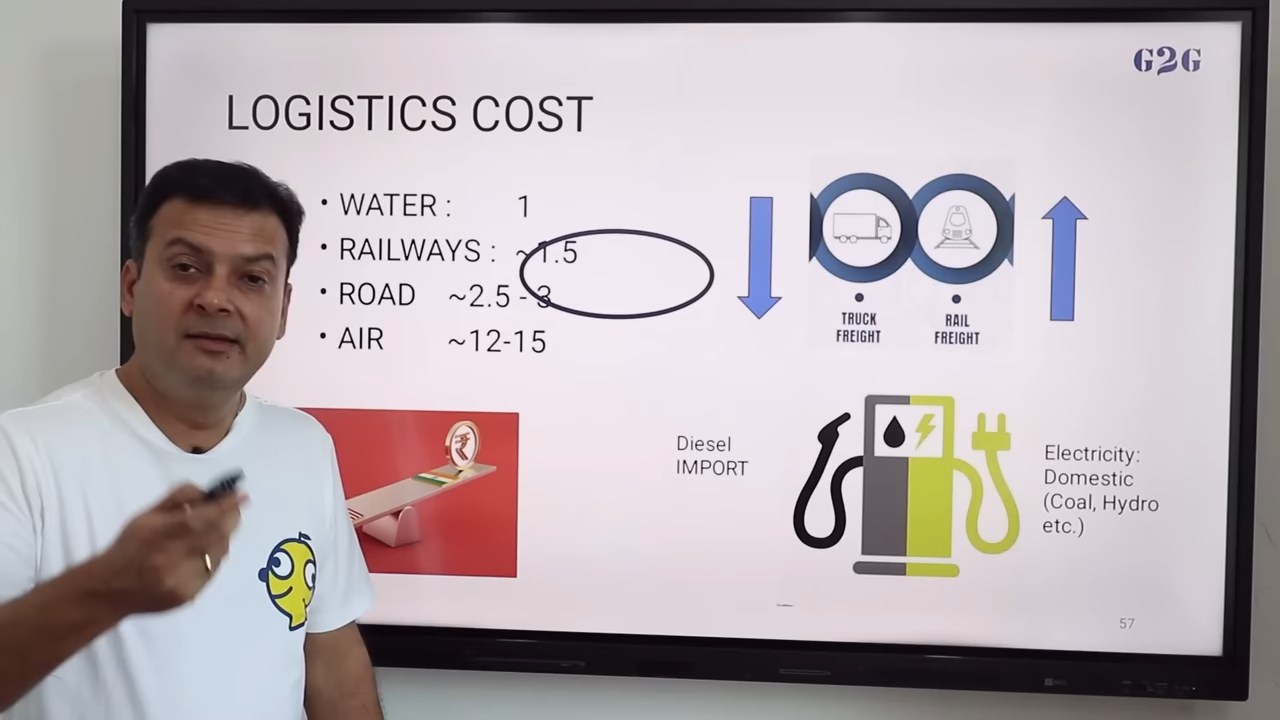 G2G
LOGISTICS COST
• WATER : 1
• RAILWAYS : ~1.5
• ROAD ~2.5 - 3
• AIR ~12-15
TRUCK
FREIGHT
RAIL
FREIGHT
₹
Diesel
IMPORT
Electricity:
Domestic
(Coal, Hydro
etc.)
57